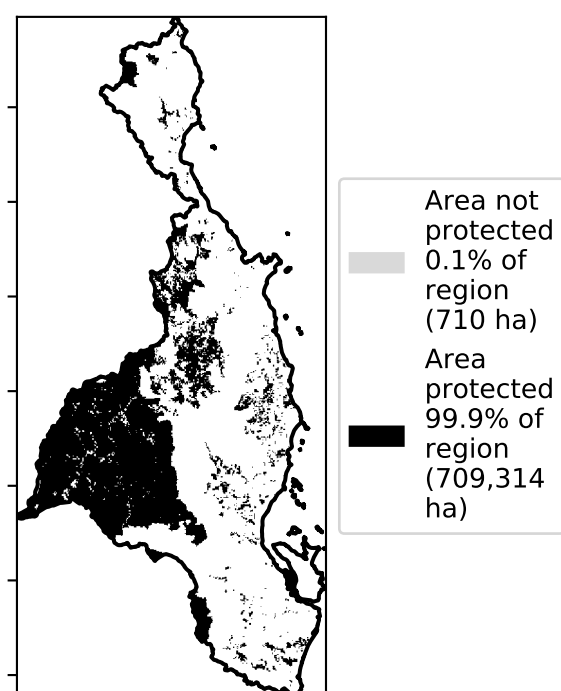 Area not
protected
0.1% of
region
(710 ha)
Area
protected
99.9% of
region
(709,314
ha)